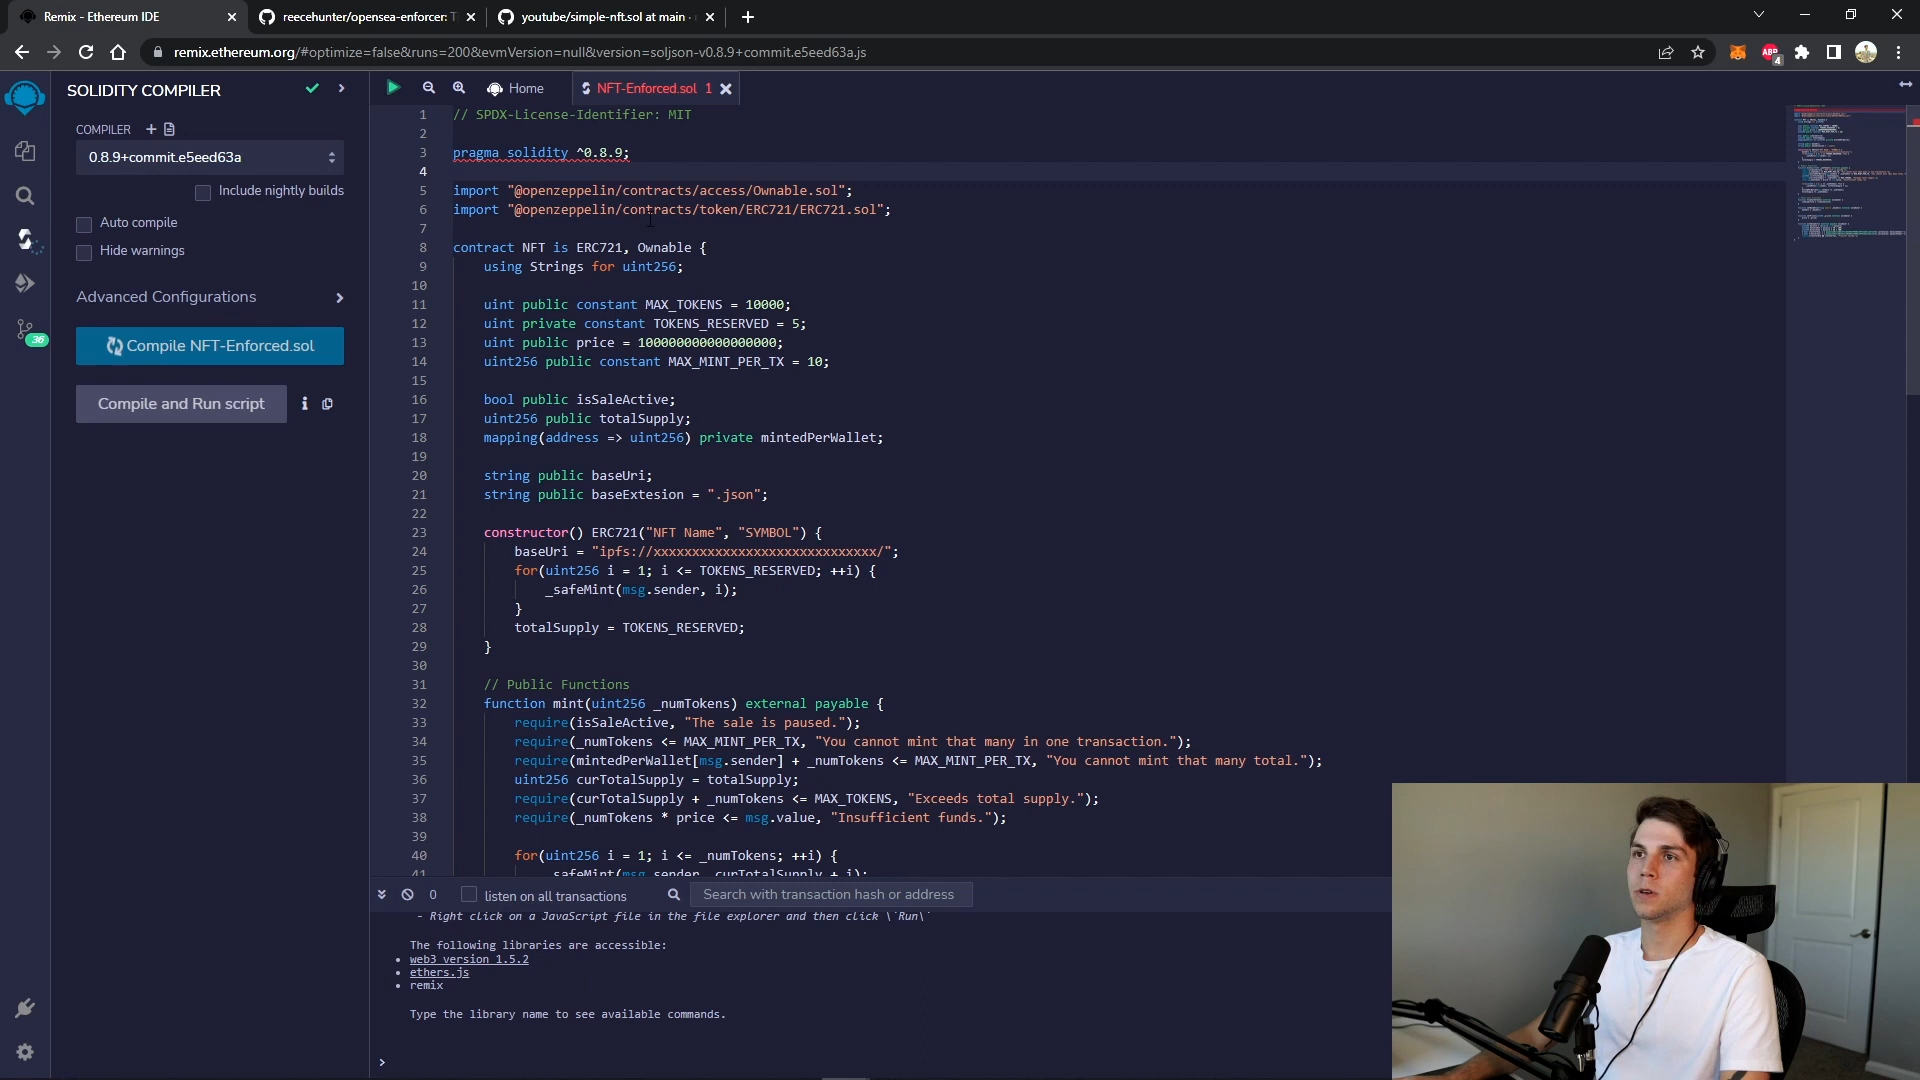 Remix - Ethereum IDE
reecehunter/opensea-enforcer: T
youtube/simple-nft.sol at main ·
remix.ethereum.org/#optimize=false&runs=200&evmVersion=null&version=soljson-v0.8.9+commit.e5eed63a.js
ABP
4
SOLIDITY COMPILER
COMPILER
0.8.9+commit.e5eed63a
Include nightly builds
Auto compile
Hide warnings
Advanced Configurations
Compile NFT-Enforced.sol
Compile and Run script
36
Home
NFT-Enforced.sol 1
1 // SPDX-License-Identifier: MIT
2
3 pragma solidity ^0.8.9;
4
5 import "@openzeppelin/contracts/access/Ownable.sol";
6 import "@openzeppelin/contracts/token/ERC721/ERC721.sol";
7
8 contract NFT is ERC721, Ownable {
9 using Strings for uint256;
10
11 uint public constant MAX_TOKENS = 10000;
12 uint private constant TOKENS_RESERVED = 5;
13 uint public price = 100000000000000000;
14 uint256 public constant MAX_MINT_PER_TX = 10;
15
16 bool public isSaleActive;
17 uint256 public totalSupply;
18 mapping(address => uint256) private mintedPerWallet;
19
20 string public baseUri;
21 string public baseExtesion = ".json";
22
23 constructor() ERC721("NFT Name", "SYMBOL") {
24 baseUri = "ipfs://xxxxxxxxxxxxxxxxxxxxxxxxxxxxx/";
25 for(uint256 i = 1; i <= TOKENS_RESERVED; ++i) {
26 _safeMint(msg.sender, i);
27 }
28 totalSupply = TOKENS_RESERVED;
29 }
30
31 // Public Functions
32 function mint(uint256 _numTokens) external payable {
33 require(isSaleActive, "The sale is paused.");
34 require(_numTokens <= MAX_MINT_PER_TX, "You cannot mint that many in one transaction.");
35 require(mintedPerWallet[msg.sender] + _numTokens <= MAX_MINT_PER_TX, "You cannot mint that many total.");
36 uint256 curTotalSupply = totalSupply;
37 require(curTotalSupply + _numTokens <= MAX_TOKENS, "Exceeds total supply.");
38 require(_numTokens * price <= msg.value, "Insufficient funds.");
39
40 for(uint256 i = 1; i <= _numTokens; ++i) {
41 _safeMint(msg.sender, curTotalSupply + i);
0
listen on all transactions
Search with transaction hash or address
- Right click on a JavaScript file in the file explorer and then click \`Run\`
The following libraries are accessible:
• web3 version 1.5.2
• ethers.js
• remix
Type the library name to see available commands.
>